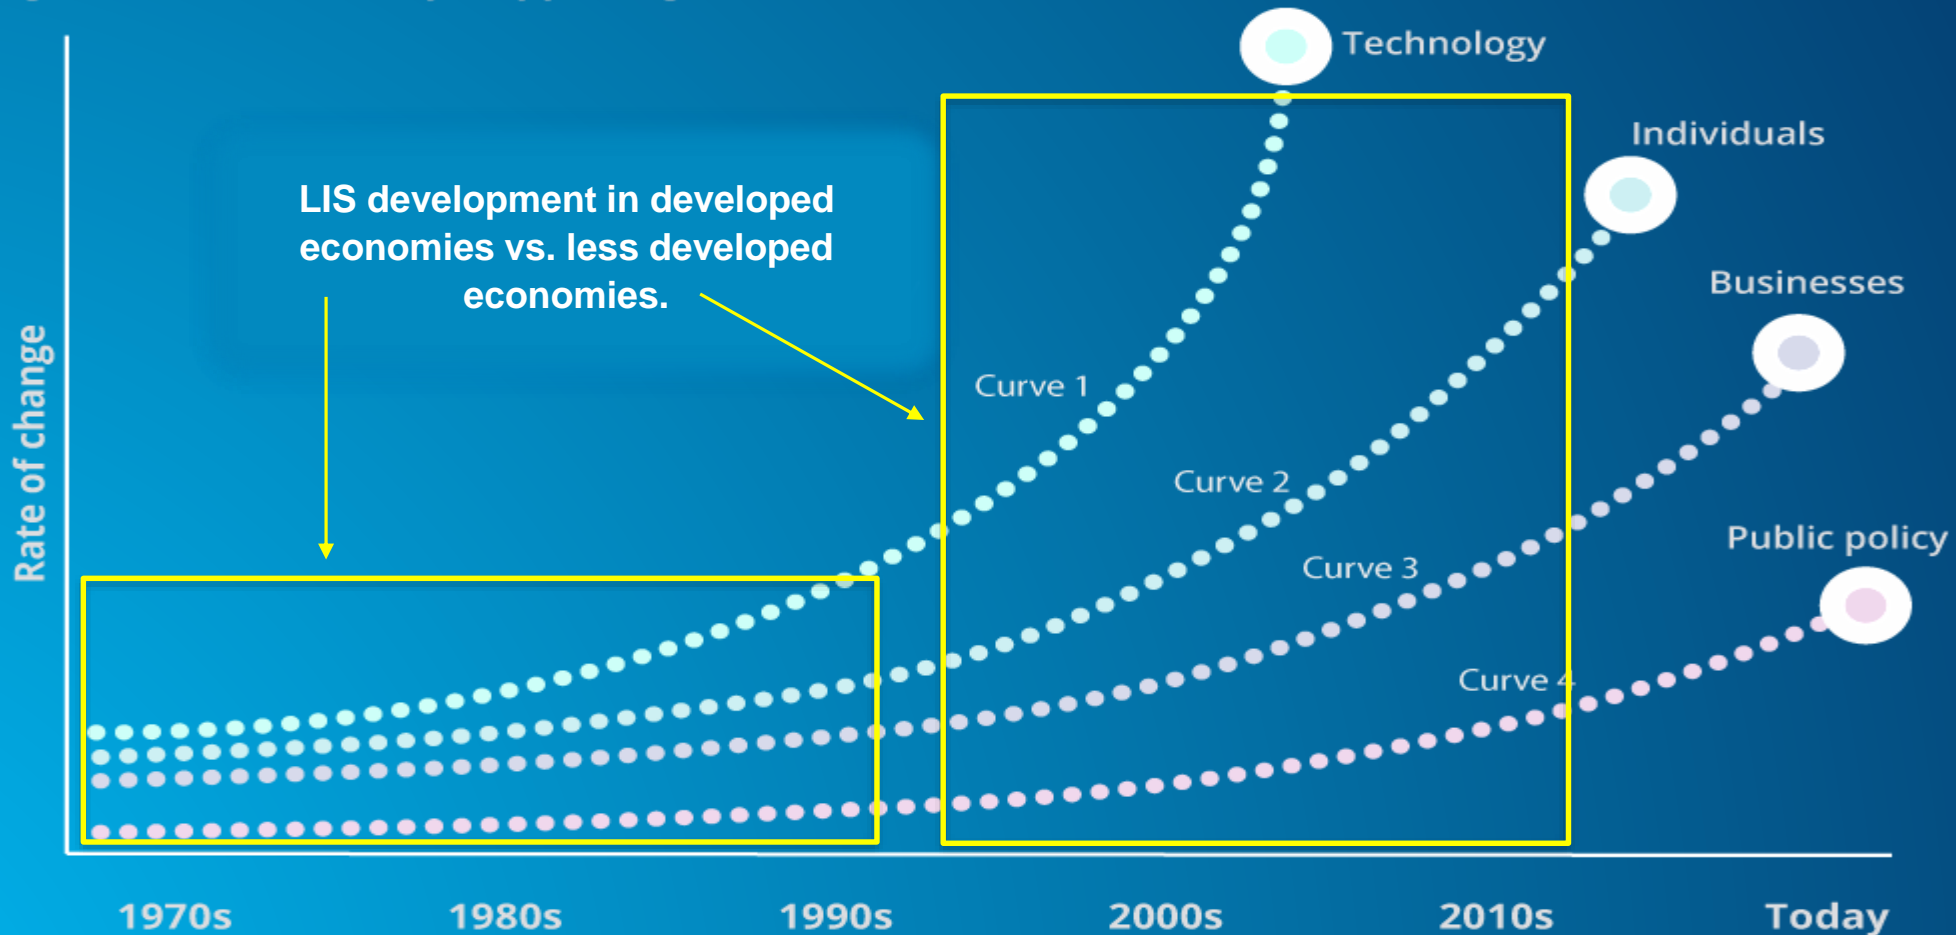 Technology
Individuals
LIS development in developed
economies vs. less developed
economies.
Businesses
Rate of change
Curve 1
Curve 2
Curve 3
Public policy
Curve 4
1970s
1980s
1990s
2000s
2010s
Today